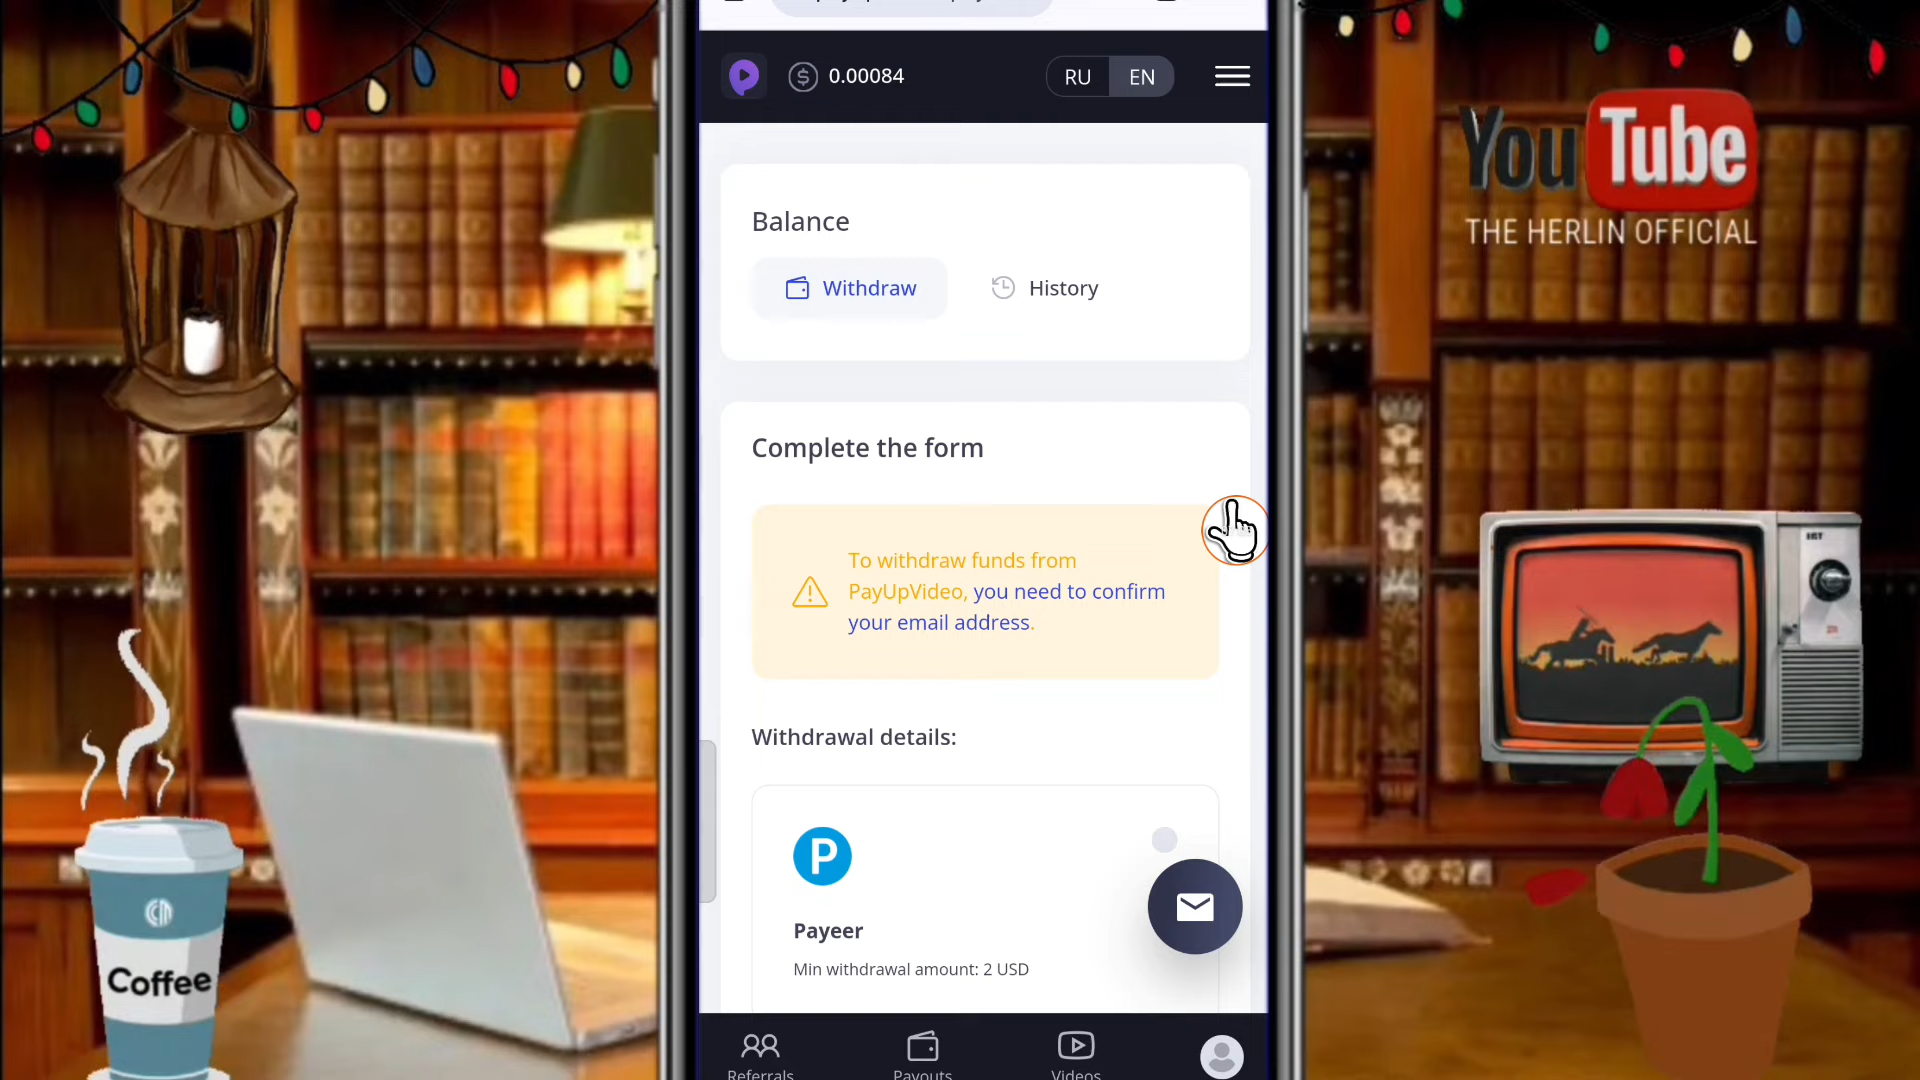 0.00084
RU
EN
You Tube
THE HERLIN OFFICIAL
Balance
Withdraw
History
Complete the form
To withdraw funds from
PayUpVideo, you need to confirm
your email address.
Withdrawal details:
P
Payeer
Min withdrawal amount: 2 USD
Coffee
Referrals
Payouts
Videos